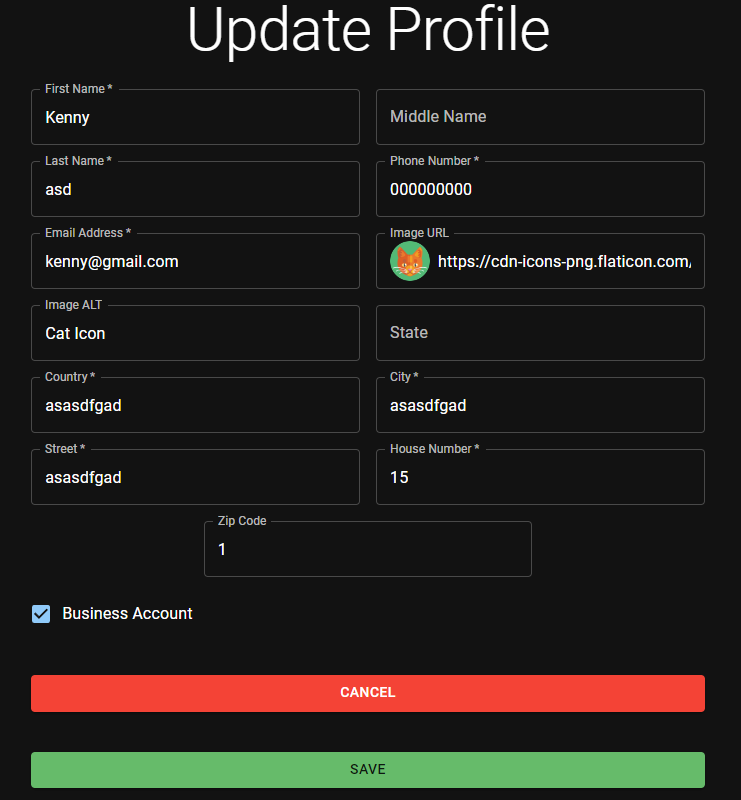 Update Profile
First Name *
Kenny
Middle Name
Last Name *
asd
Phone Number *
000000000
Email Address *
kenny@gmail.com
Image URL
https://cdn-icons-png.flaticon.com/
Image ALT
Cat Icon
State
Country *
asasdfgad
City *
asasdfgad
Street *
asasdfgad
House Number *
15
Zip Code
1
Business Account
CANCEL
SAVE